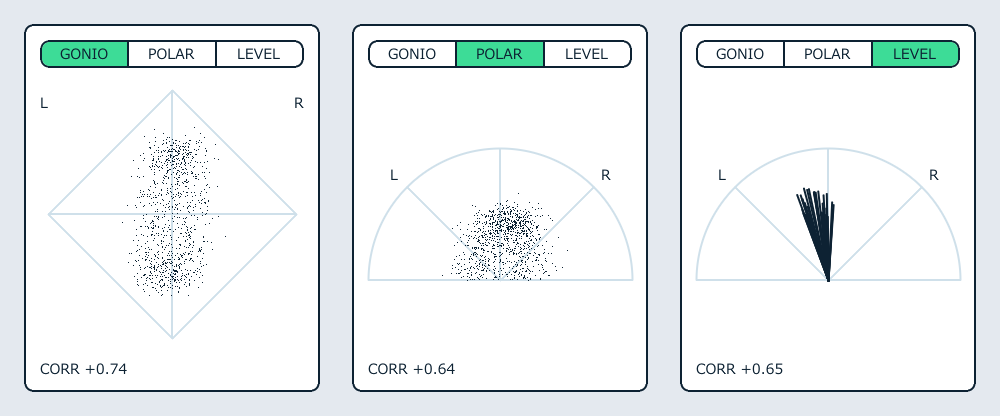 GONIO POLAR LEVEL
L R
CORR +0.74
GONIO POLAR LEVEL
L R
CORR +0.64
GONIO POLAR LEVEL
L R
CORR +0.65